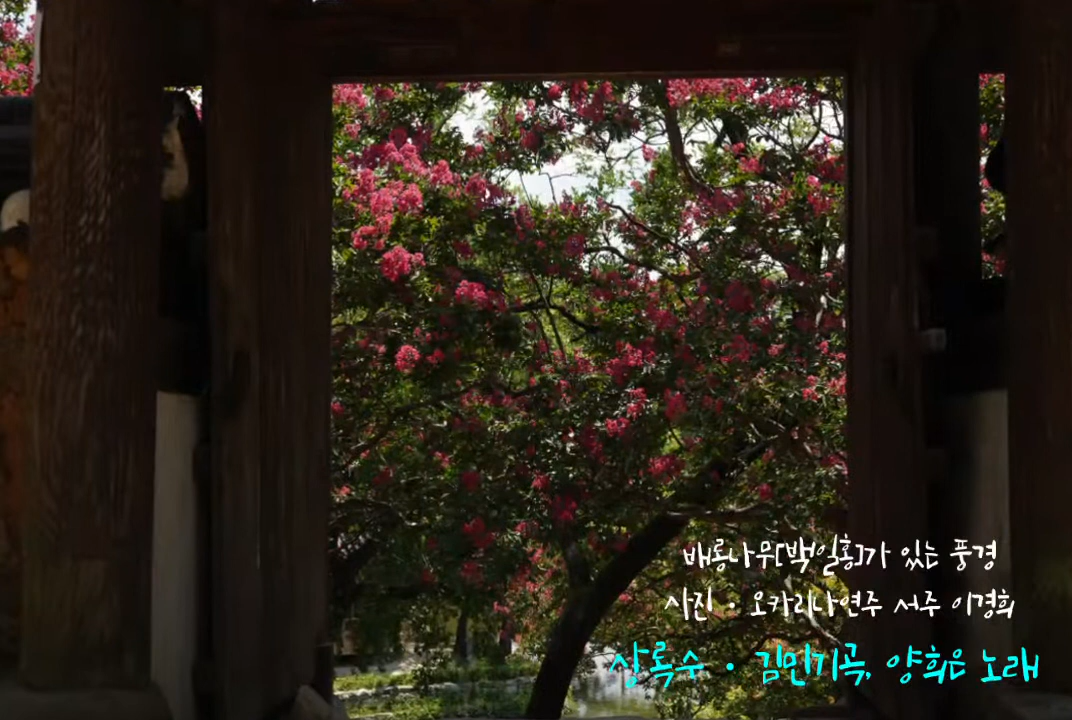 배롱나무[백일홍]가 있는 풍경
사진 · 오카리나연주 서주 이경희
상록수 · 김민기곡, 양희은 노래